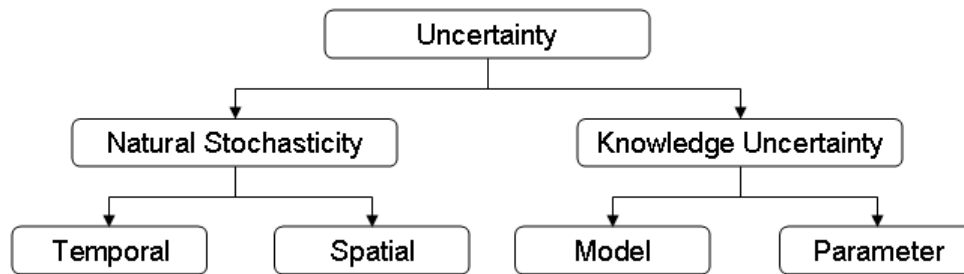 Uncertainty
Natural Stochasticity
Knowledge Uncertainty
Temporal
Spatial
Model
Parameter